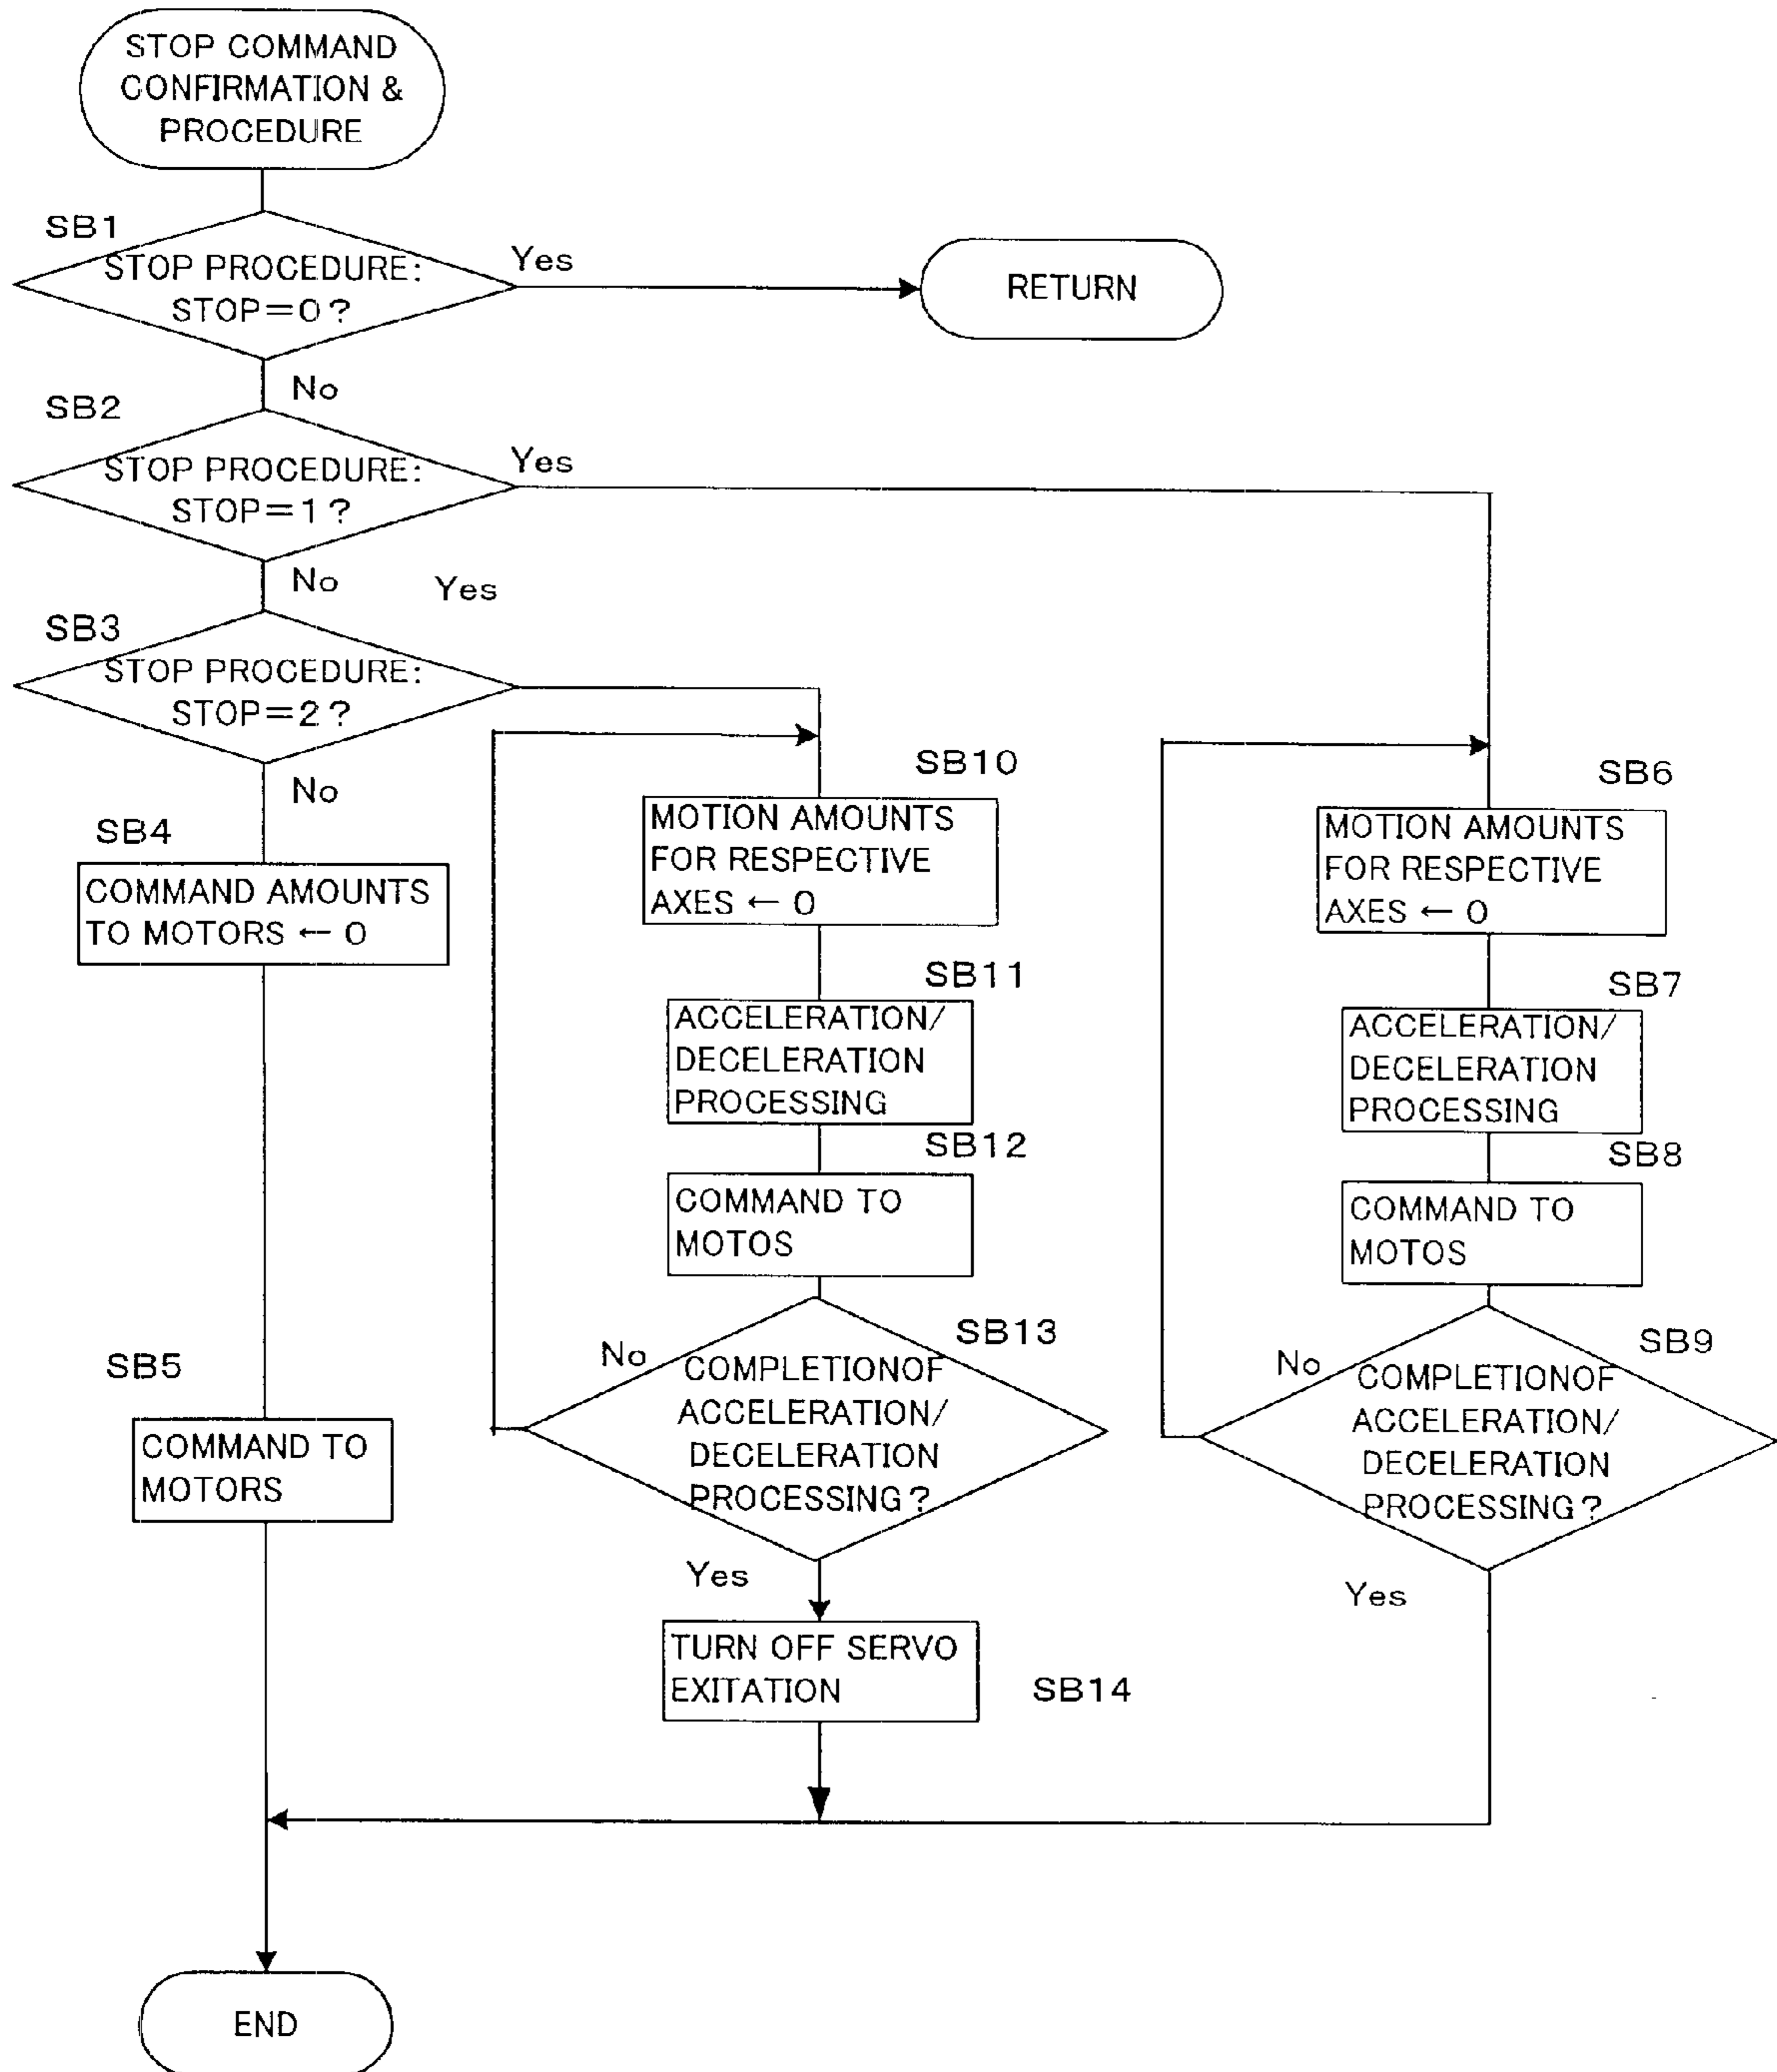 STOP COMMAND
CONFIRMATION &
PROCEDURE
SB1
STOP PROCEDURE:
STOP=0?
Yes
RETURN
No
SB2
STOP PROCEDURE:
STOP=1?
Yes
No
Yes
SB3
STOP PROCEDURE:
STOP=2?
No
SB4
COMMAND AMOUNTS
TO MOTORS ← 0
SB5
COMMAND TO
MOTORS
SB10
MOTION AMOUNTS
FOR RESPECTIVE
AXES ← 0
SB11
ACCELERATION/
DECELERATION
PROCESSING
SB12
COMMAND TO
MOTOS
SB13
No
COMPLETIONOF
ACCELERATION/
DECELERATION
PROCESSING?
Yes
TURN OFF SERVO
EXITATION
SB14
SB6
MOTION AMOUNTS
FOR RESPECTIVE
AXES ← 0
SB7
ACCELERATION/
DECELERATION
PROCESSING
SB8
COMMAND TO
MOTOS
SB9
No
COMPLETIONOF
ACCELERATION/
DECELERATION
PROCESSING?
Yes
END